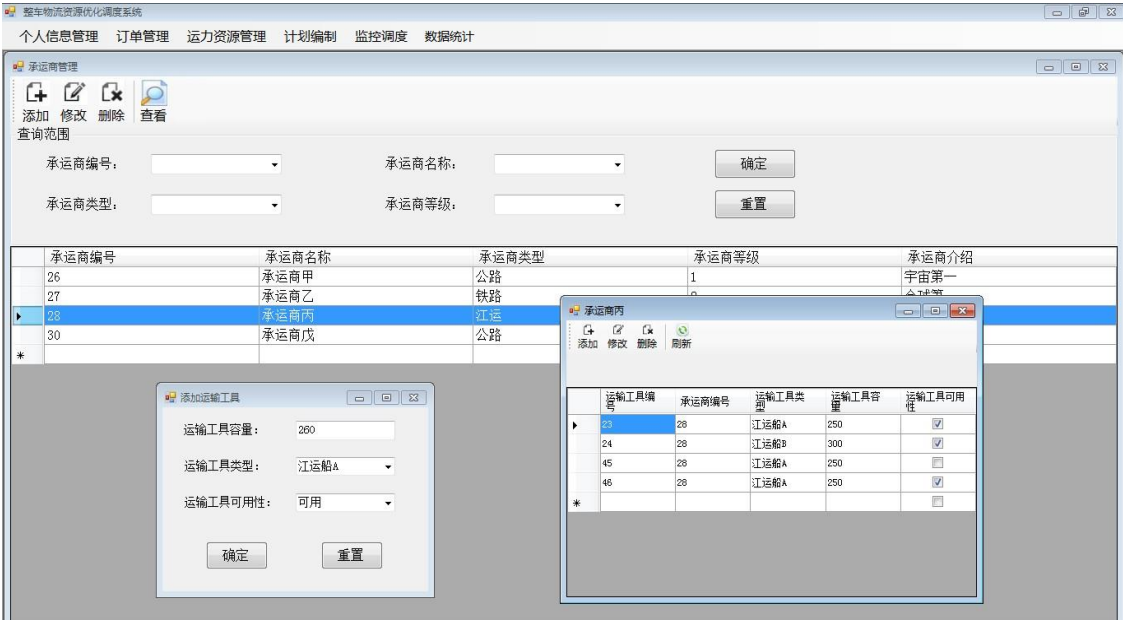 整车物流资源优化调度系统
个人信息管理 订单管理 运力资源管理 计划编制 监控调度 数据统计
承运商管理
添加 修改 删除 查看
查询范围
承运商编号： 承运商名称： 确定
承运商类型： 承运商等级： 重置
承运商编号 承运商名称 承运商类型 承运商等级 承运商介绍
26 承运商甲 公路 1 宇宙第一
27 承运商乙 铁路
28 承运商丙 江运
30 承运商戊 公路
添加运输工具
运输工具容量： 260
运输工具类型： 江运船A
运输工具可用性： 可用
确定 重置
承运商丙
添加 修改 删除 刷新
运输工具编号 承运商编号 运输工具类型 运输工具容量 运输工具可用性
23 28 江运船A 250
24 28 江运船B 300
45 28 江运船A 250
46 28 江运船A 250